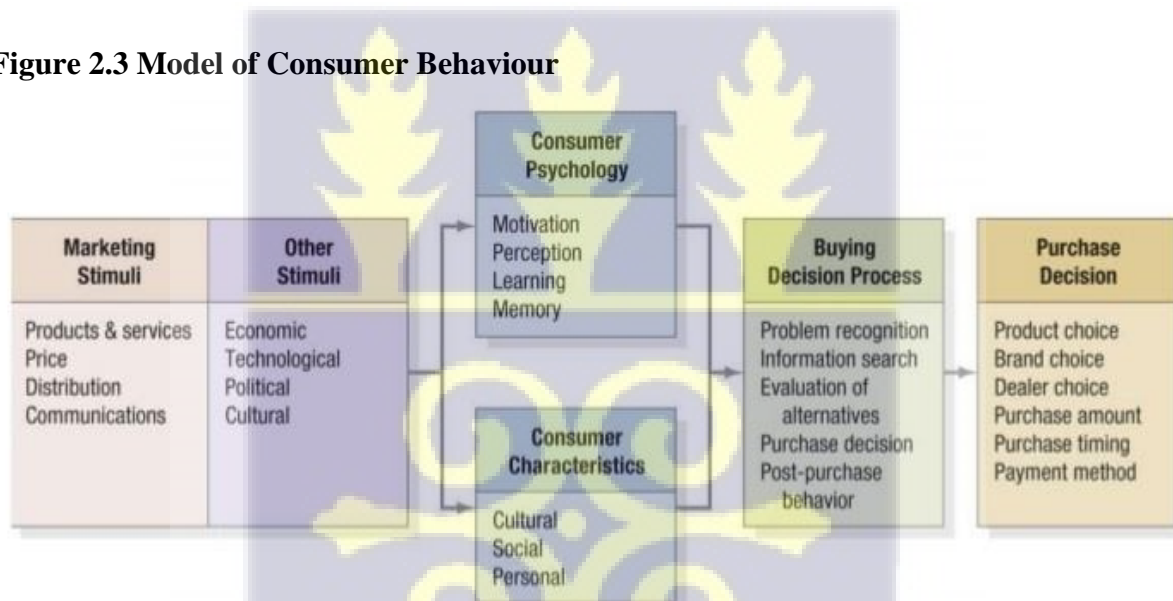 Figure 2.3 Model of Consumer Behaviour
Marketing
Stimuli
Products & services
Price
Distribution
Communications
Other
Stimuli
Economic
Technological
Political
Cultural
Consumer
Psychology
Motivation
Perception
Learning
Memory
Consumer
Characteristics
Cultural
Social
Personal
Buying
Decision Process
Problem recognition
Information search
Evaluation of
alternatives
Purchase decision
Post-purchase
behavior
Purchase
Decision
Product choice
Brand choice
Dealer choice
Purchase amount
Purchase timing
Payment method